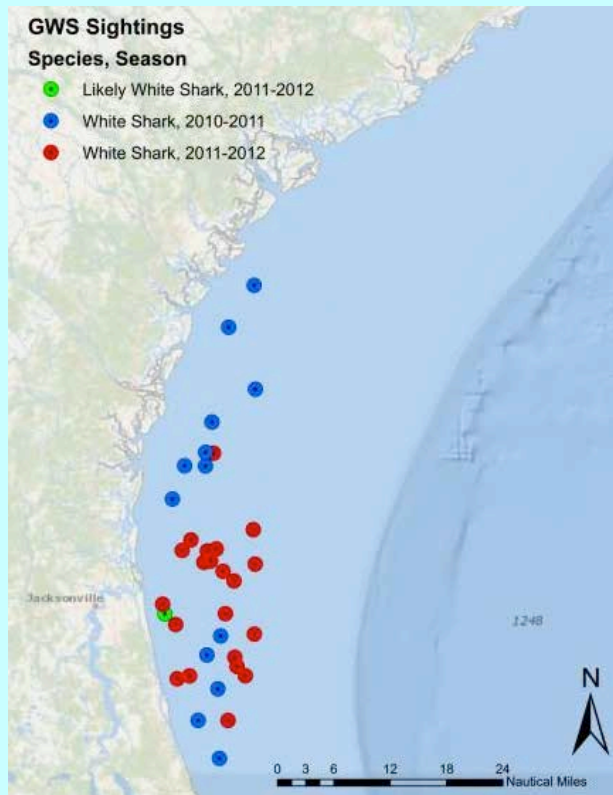 GWS Sightings
Species, Season
Likely White Shark, 2011-2012
White Shark, 2010-2011
White Shark, 2011-2012
Jacksonville
1248
N
0 3 6 12 18 24
Nautical Miles